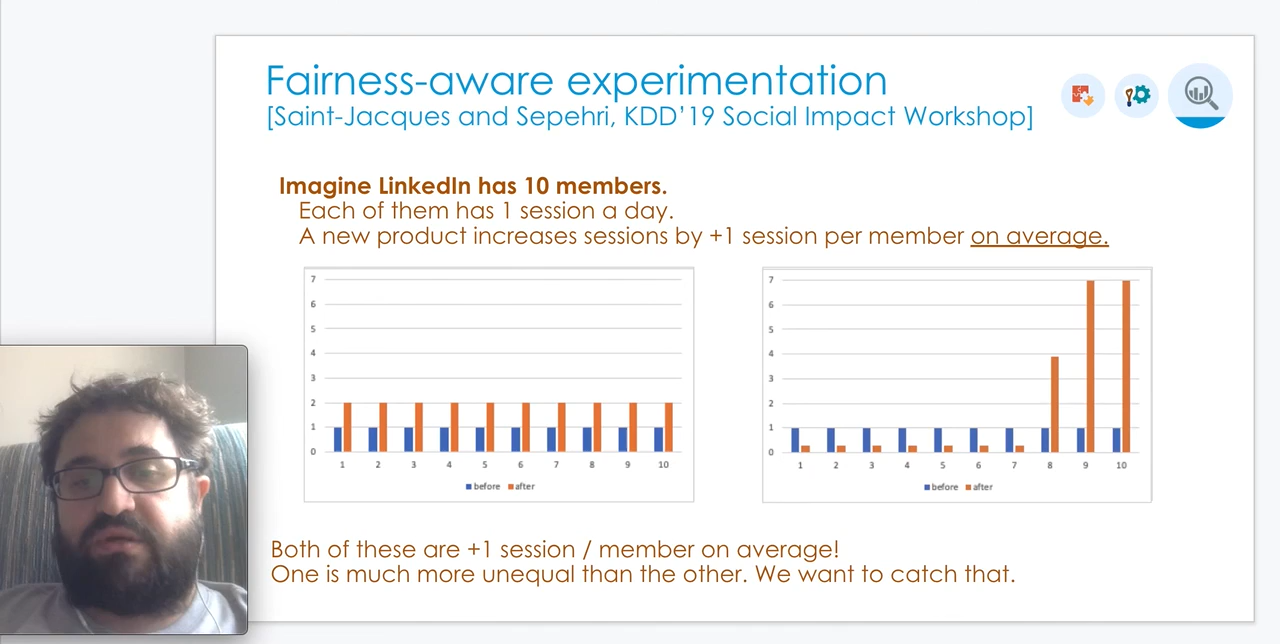 Fairness-aware experimentation
[Saint-Jacques and Sepehri, KDD’19 Social Impact Workshop]
Imagine LinkedIn has 10 members.
Each of them has 1 session a day.
A new product increases sessions by +1 session per member on average.
7
6
5
4
3
2
1
0
1 2 3 4 5 6 7 8 9 10
before after
7
6
5
4
3
2
1
0
1 2 3 4 5 6 7 8 9 10
before after
Both of these are +1 session / member on average!
One is much more unequal than the other. We want to catch that.